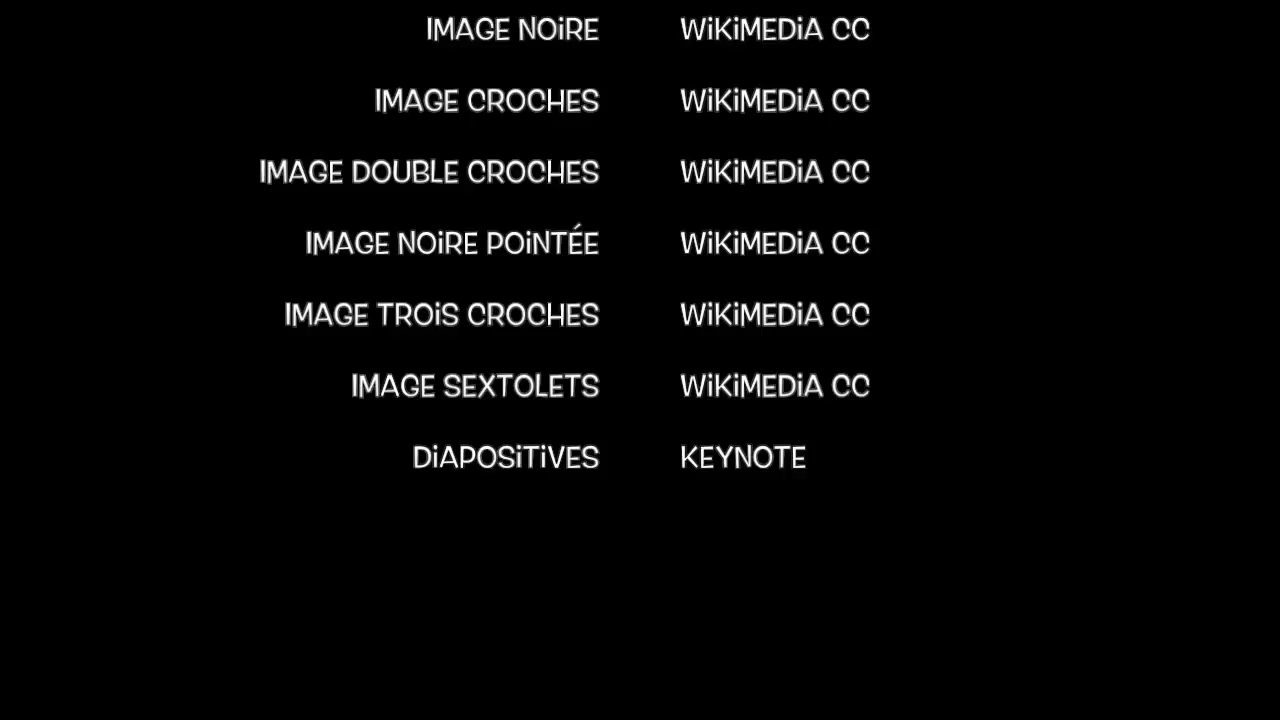 IMAGE NOiRE WiKiMEDiA CC
IMAGE CROCHES WiKiMEDiA CC
IMAGE DOUBLE CROCHES WiKiMEDiA CC
IMAGE NOiRE POiNTÉE WiKiMEDiA CC
IMAGE TROiS CROCHES WiKiMEDiA CC
IMAGE SEXTOLETS WiKiMEDiA CC
DiAPOSiTiVES KEYNOTE